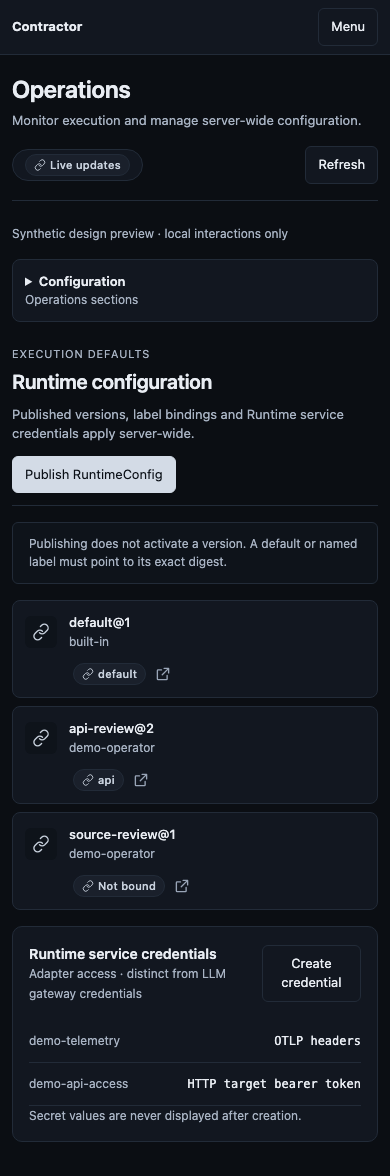 Contractor
Menu
Operations
Monitor execution and manage server-wide configuration.
Live updates
Refresh
Synthetic design preview · local interactions only
Configuration
Operations sections
EXECUTION DEFAULTS
Runtime configuration
Published versions, label bindings and Runtime service
credentials apply server-wide.
Publish RuntimeConfig
Publishing does not activate a version. A default or named
label must point to its exact digest.
default@1
built-in
default
api-review@2
demo-operator
api
source-review@1
demo-operator
Not bound
Runtime service credentials
Adapter access · distinct from LLM
gateway credentials
Create
credential
demo-telemetry
OTLP headers
demo-api-access
HTTP target bearer token
Secret values are never displayed after creation.